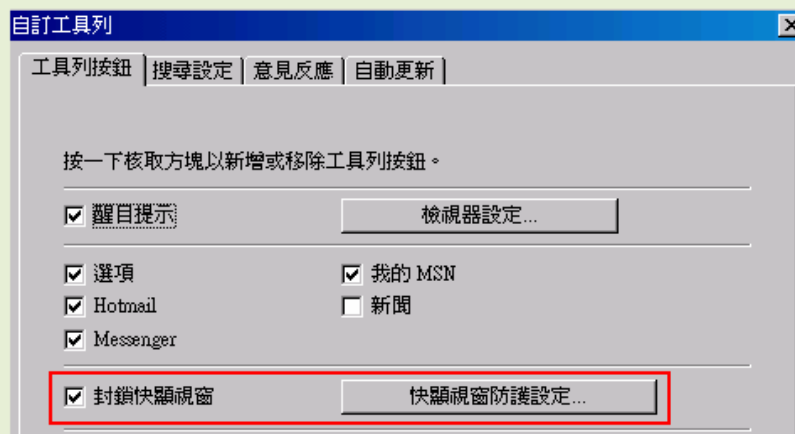 自訂工具列
工具列按鈕 搜尋設定 意見反應 自動更新
按一下核取方塊以新增或移除工具列按鈕。
醒目提示 檢視器設定...
選項 我的 MSN
Hotmail 新聞
Messenger
封鎖快顯視窗 快顯視窗防護設定...